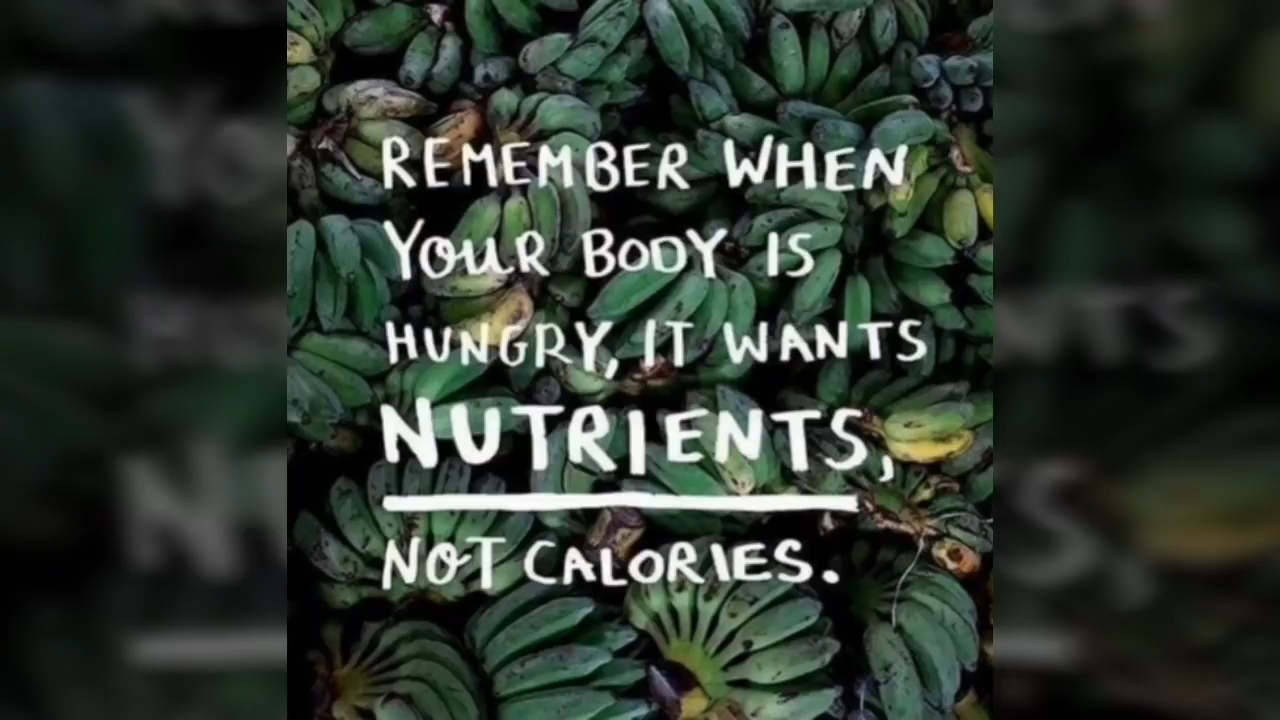 REMEMBER WHEN
YOUR BODY IS
HUNGRY, IT WANTS
NUTRIENTS,
NOT CALORIES.